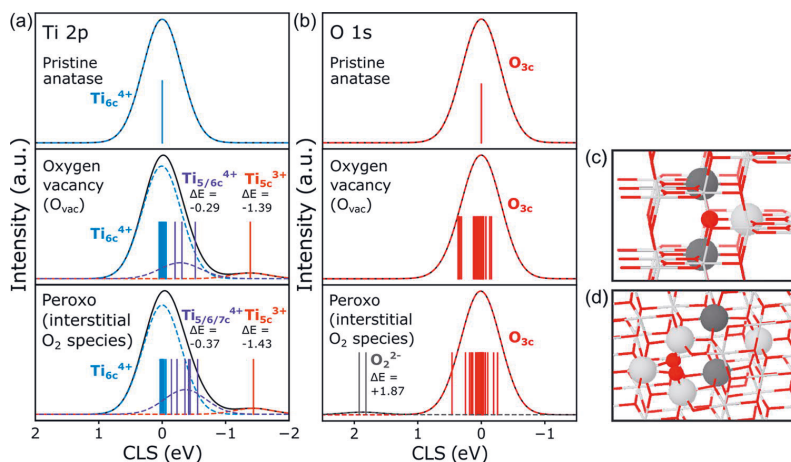 (a)
Ti 2p
Pristine
anatase
Ti6c4+
Oxygen
vacancy
(Ovac)
Ti5/6c4+
Ti5c3+
ΔE =
-0.29
ΔE =
-1.39
Ti6c4+
Peroxo
(interstitial
O2 species)
Ti5/6/7c4+
Ti5c3+
ΔE =
-0.37
ΔE =
-1.43
Ti6c4+
Intensity (a.u.)
2
1
0
−1
−2
CLS (eV)
(b)
O 1s
Pristine
anatase
O3c
Oxygen
vacancy
(Ovac)
O3c
Peroxo
(interstitial
O2 species)
O3c
O22-
ΔE =
+1.87
Intensity (a.u.)
2
1
0
−1
CLS (eV)
(c)
(d)